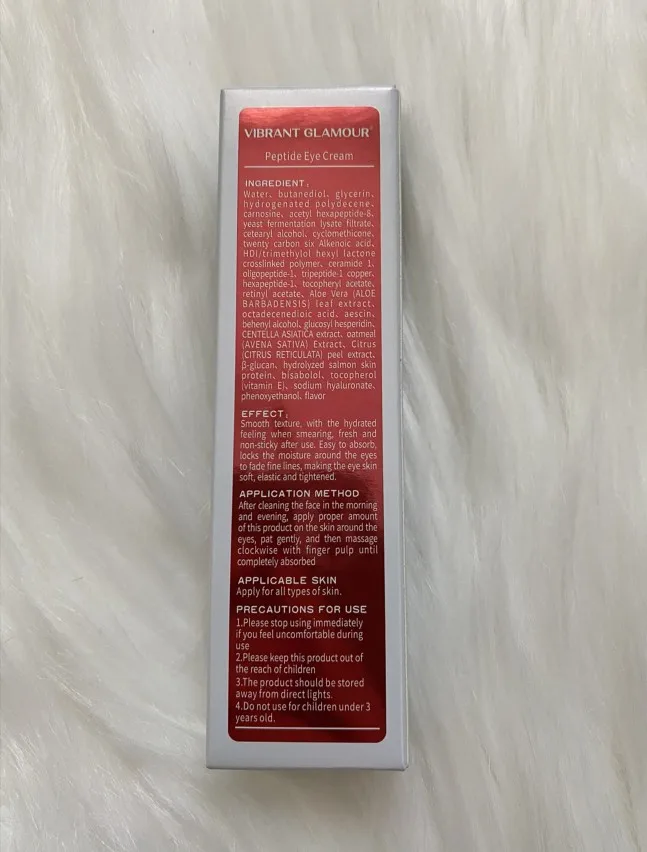 VIBRANT GLAMOUR®
Peptide Eye Cream
INGREDIENT:
Water、butanediol、glycerin、
hydrogenated polydecene、
carnosine、acetyl hexapeptide-8、
yeast fermentation lysate filtrate、
cetearyl alcohol、cyclomethicone、
twenty carbon six Alkenoic acid、
HDI/trimethylol hexyl lactone
crosslinked polymer、ceramide 1、
oligopeptide-1、tripeptide-1 copper、
hexapeptide-1、tocopheryl acetate、
retinyl acetate、Aloe Vera (ALOE
BARBADENSIS) leaf extract、
octadecenedioic acid、aescin、
behenyl alcohol、glucosyl hesperidin、
CENTELLA ASIATICA extract、oatmeal
(AVENA SATIVA) Extract、Citrus
(CITRUS RETICULATA) peel extract、
β-glucan、hydrolyzed salmon skin
protein、bisabolol、tocopherol
(vitamin E)、sodium hyaluronate、
phenoxyethanol、flavor
EFFECT:
Smooth texture, with the hydrated
feeling when smearing, fresh and
non-sticky after use. Easy to absorb,
locks the moisture around the eyes
to fade fine lines, making the eye skin
soft, elastic and tightened.
APPLICATION METHOD
After cleaning the face in the morning
and evening, apply proper amount
of this product on the skin around the
eyes, pat gently, and then massage
clockwise with finger pulp until
completely absorbed
APPLICABLE SKIN
Apply for all types of skin.
PRECAUTIONS FOR USE
1.Please stop using immediately
if you feel uncomfortable during
use
2.Please keep this product out of
the reach of children
3.The product should be stored
away from direct lights.
4.Do not use for children under 3
years old.